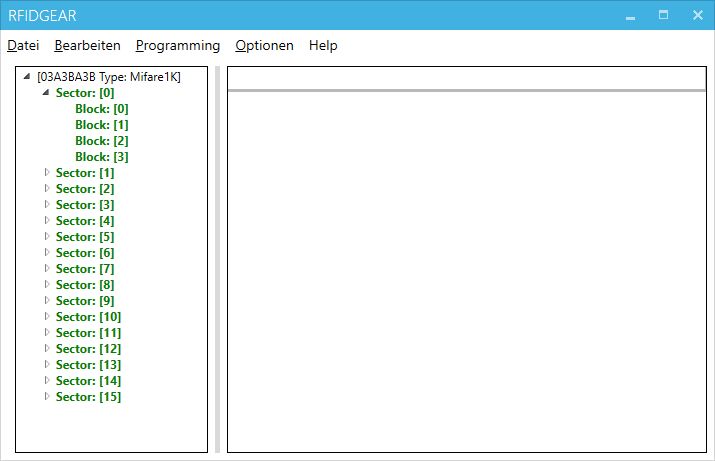 RFIDGEAR
Datei Bearbeiten Programming Optionen Help
[03A3BA3B Type: Mifare1K]
Sector: [0]
Block: [0]
Block: [1]
Block: [2]
Block: [3]
Sector: [1]
Sector: [2]
Sector: [3]
Sector: [4]
Sector: [5]
Sector: [6]
Sector: [7]
Sector: [8]
Sector: [9]
Sector: [10]
Sector: [11]
Sector: [12]
Sector: [13]
Sector: [14]
Sector: [15]